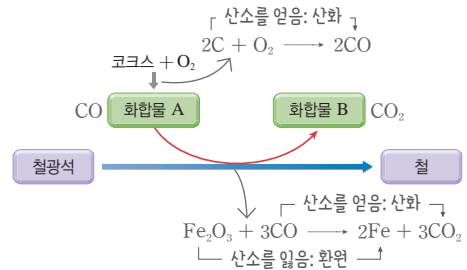 산소를 얻음: 산화
2C + O₂ ⟶ 2CO
코크스 + O₂
CO 화합물 A 화합물 B CO₂
철광석 철
산소를 얻음: 산화
Fe₂O₃ + 3CO ⟶ 2Fe + 3CO₂
산소를 잃음: 환원